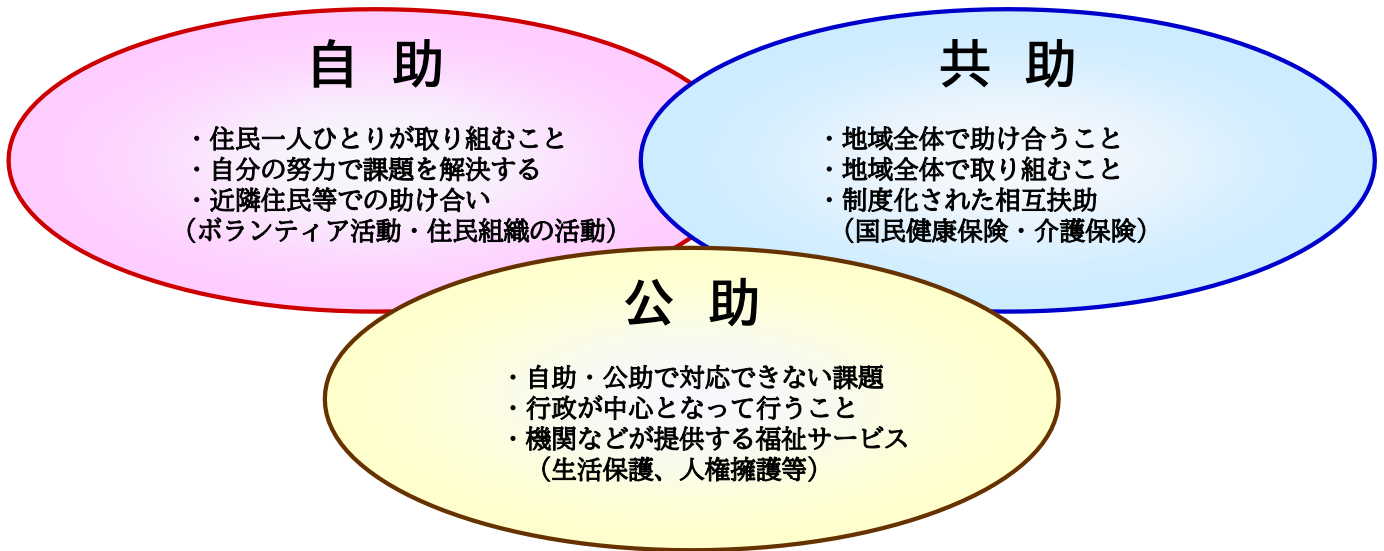 自 助
・住民一人ひとりが取り組むこと
・自分の努力で課題を解決する
・近隣住民等での助け合い
（ボランティア活動・住民組織の活動）
共 助
・地域全体で助け合うこと
・地域全体で取り組むこと
・制度化された相互扶助
（国民健康保険・介護保険）
公 助
・自助・公助で対応できない課題
・行政が中心となって行うこと
・機関などが提供する福祉サービス
（生活保護、人権擁護等）